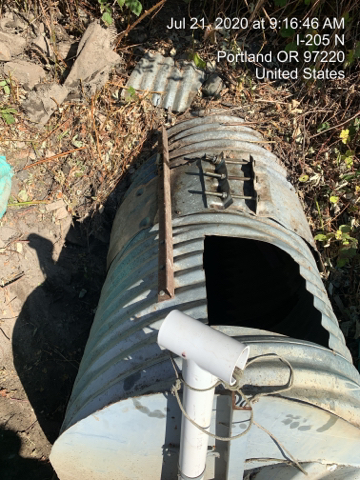 Jul 21, 2020 at 9:16:46 AM
I-205 N
Portland OR 97220
United States